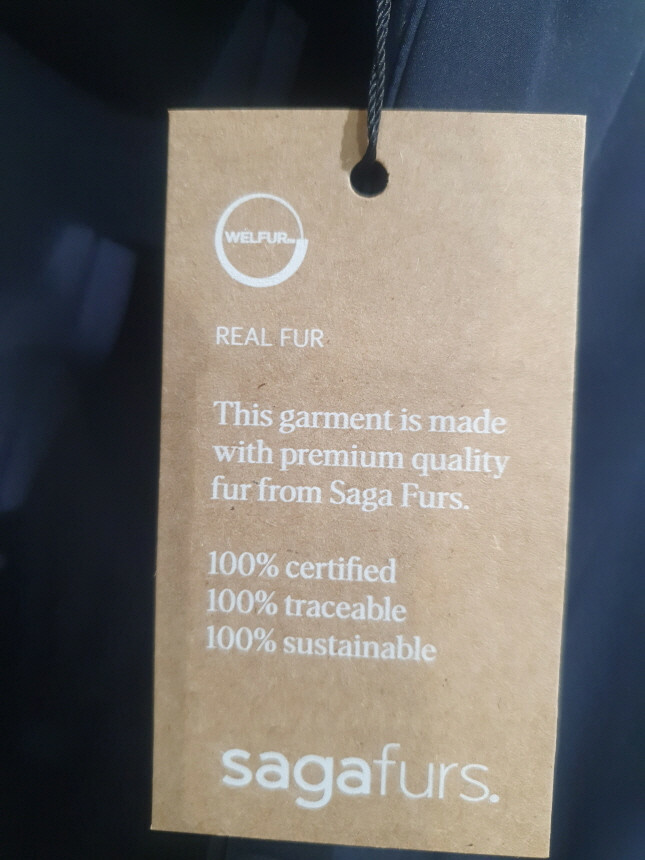 WELFUR
REAL FUR
This garment is made
with premium quality
fur from Saga Furs.
100% certified
100% traceable
100% sustainable
sagafurs.